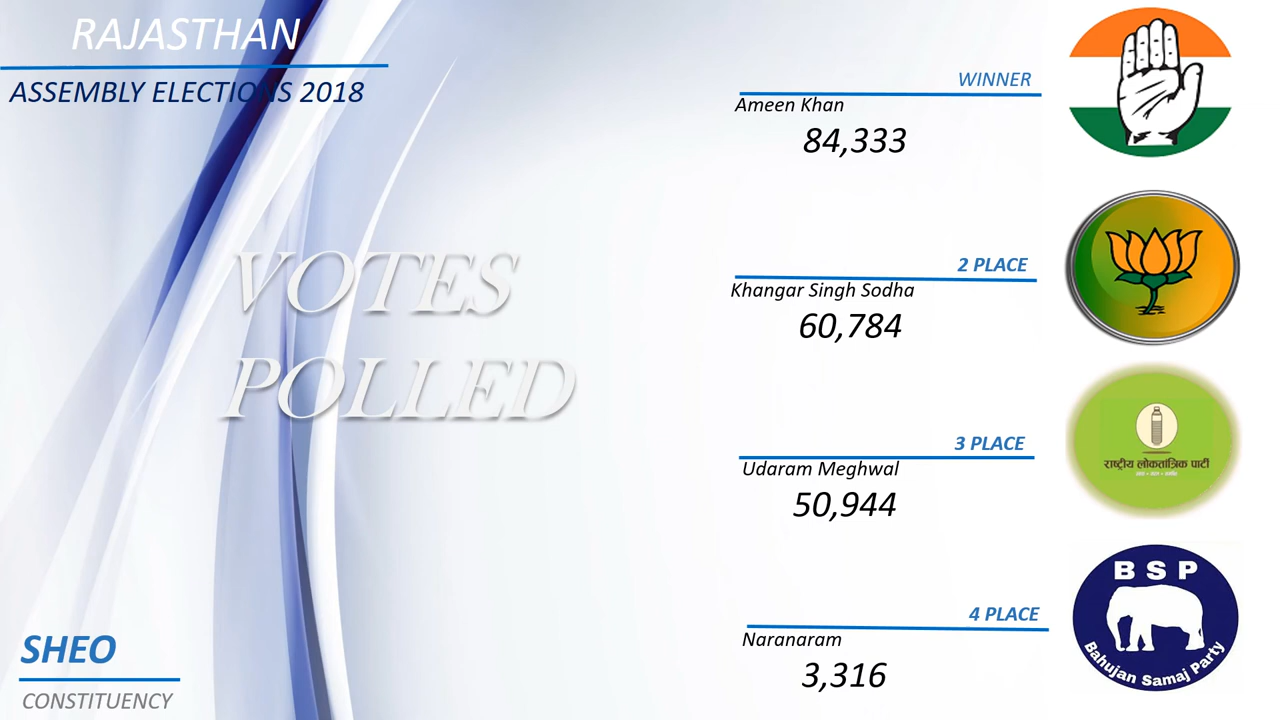 RAJASTHAN
ASSEMBLY ELECTIONS 2018
WINNER
Ameen Khan
84,333
2 PLACE
Khangar Singh Sodha
60,784
VOTES
POLLED
3 PLACE
Udaram Meghwal
50,944
राष्ट्रीय लोकतांत्रिक पार्टी
4 PLACE
Naranaram
3,316
BSP
Bahujan Samaj Party
SHEO
CONSTITUENCY